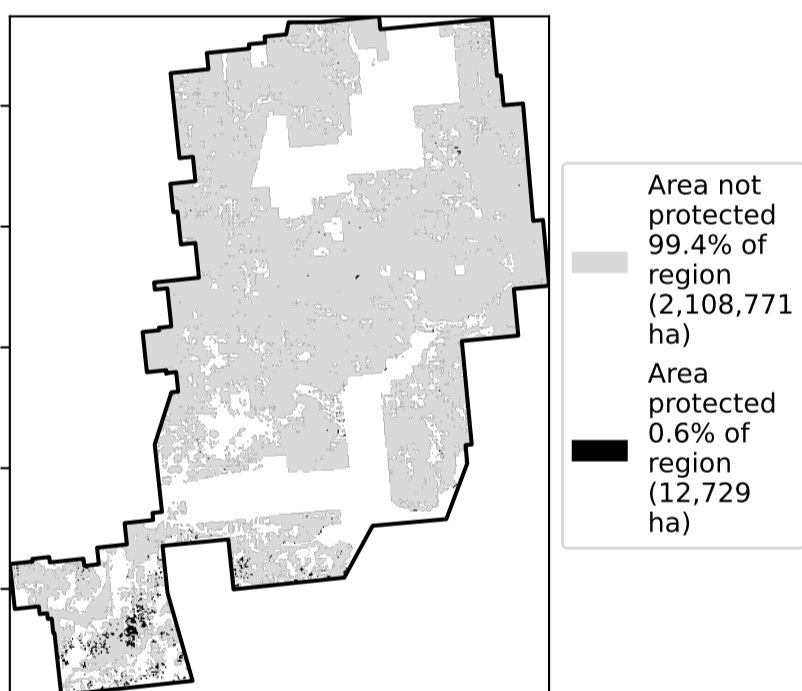 Area not
protected
99.4% of
region
(2,108,771
ha)
Area
protected
0.6% of
region
(12,729
ha)